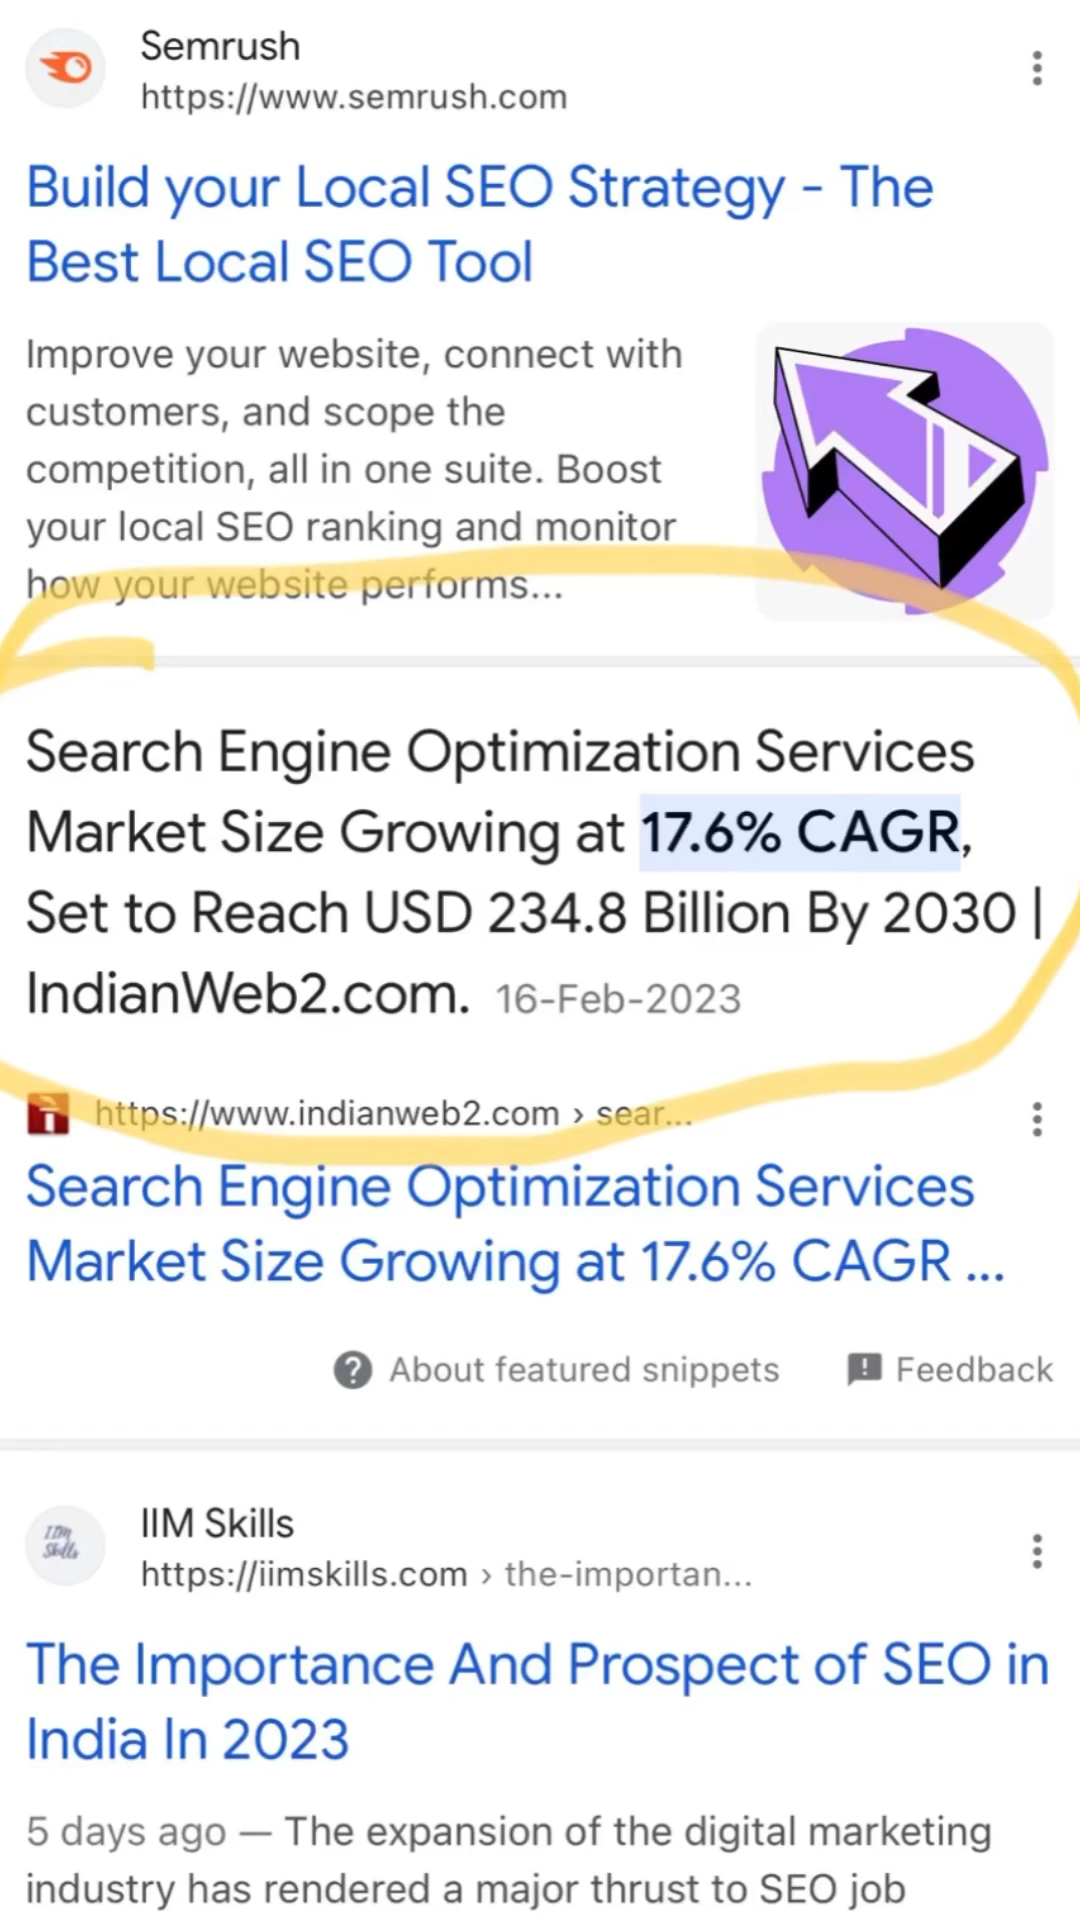 Semrush
https://www.semrush.com
Build your Local SEO Strategy - The
Best Local SEO Tool
Improve your website, connect with
customers, and scope the
competition, all in one suite. Boost
your local SEO ranking and monitor
how your website performs...
Search Engine Optimization Services
Market Size Growing at 17.6% CAGR,
Set to Reach USD 234.8 Billion By 2030 |
IndianWeb2.com. 16-Feb-2023
https://www.indianweb2.com › sear...
Search Engine Optimization Services
Market Size Growing at 17.6% CAGR ...
About featured snippets Feedback
IIM Skills
IIM Skills
https://iimskills.com › the-importan...
The Importance And Prospect of SEO in
India In 2023
5 days ago — The expansion of the digital marketing
industry has rendered a major thrust to SEO job